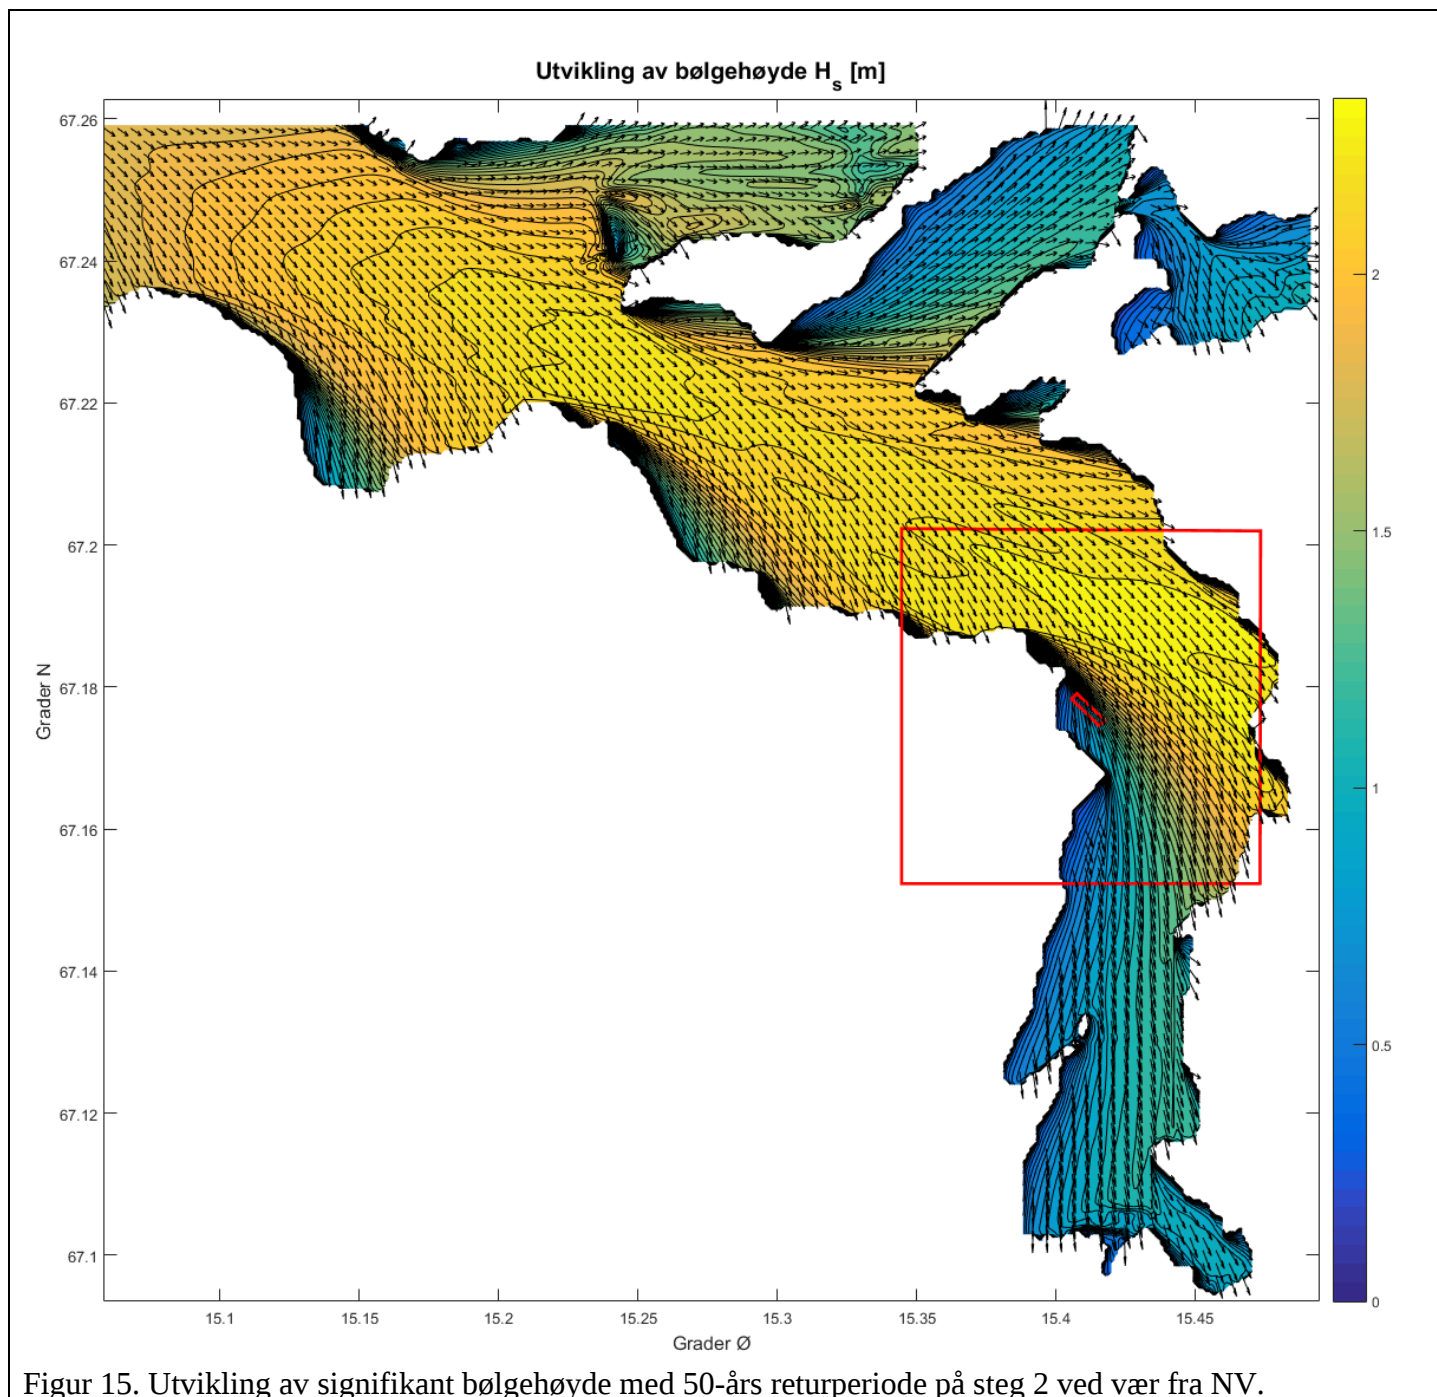 Utvikling av bølgehøyde Hs [m]
67.26
67.24
67.22
67.2
67.18
67.16
67.14
67.12
67.1
Grader N
15.1 15.15 15.2 15.25 15.3 15.35 15.4 15.45
Grader Ø
2
1.5
1
0.5
0
Figur 15. Utvikling av signifikant bølgehøyde med 50-års returperiode på steg 2 ved vær fra NV.